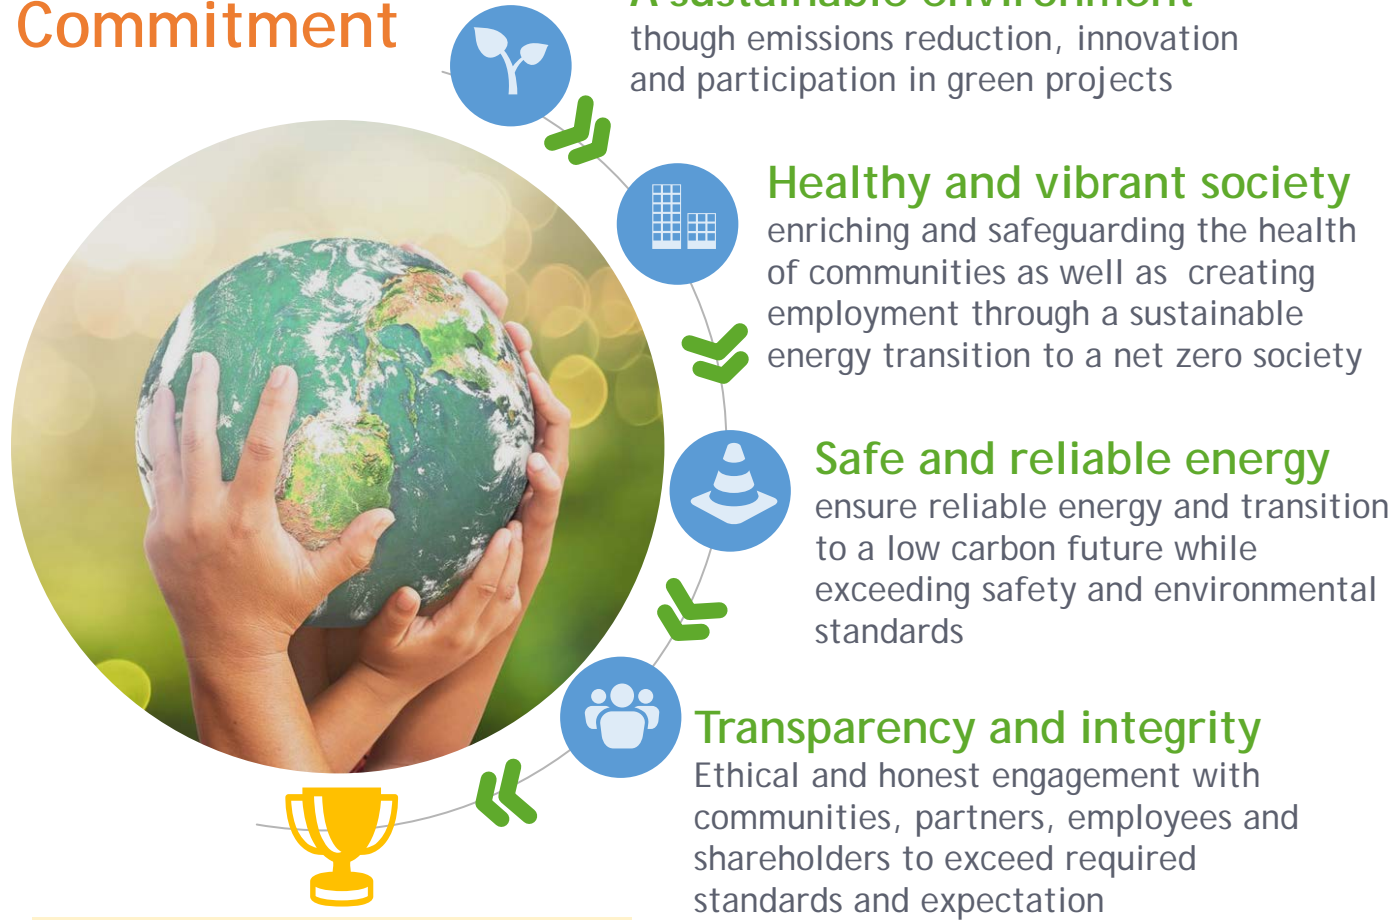 Commitment
A sustainable environment
though emissions reduction, innovation
and participation in green projects
Healthy and vibrant society
enriching and safeguarding the health
of communities as well as  creating
employment through a sustainable
energy transition to a net zero society
Safe and reliable energy
ensure reliable energy and transition
to a low carbon future while
exceeding safety and environmental
standards
Transparency and integrity
Ethical and honest engagement with
communities, partners, employees and
shareholders to exceed required
standards and expectation